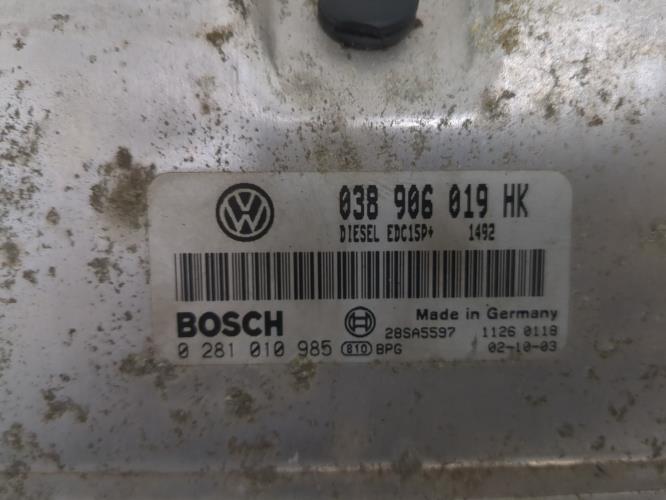 038 906 019 HK
DIESEL EDC15P+ 1492
BOSCH Made in Germany
28SA5597 1126 0118
0 281 010 985 810 BPG 02-10-03